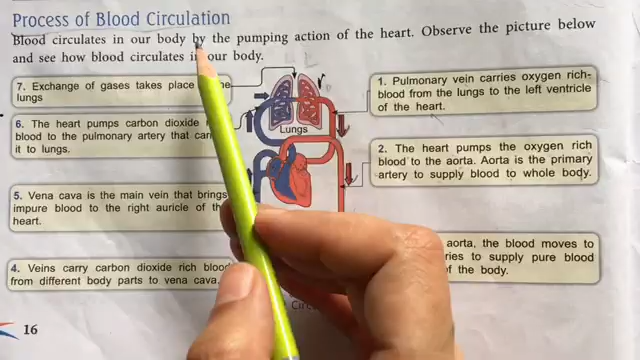 Process of Blood Circulation
Blood circulates in our body by the pumping action of the heart. Observe the picture below
and see how blood circulates in our body.
7. Exchange of gases takes place
lungs
1. Pulmonary vein carries oxygen rich-
blood from the lungs to the left ventricle
of the heart.
6. The heart pumps carbon dioxide
blood to the pulmonary artery that
it to lungs.
Lungs
2. The heart pumps the oxygen rich
blood to the aorta. Aorta is the primary
artery to supply blood to whole body.
5. Vena cava is the main vein that brings
impure blood to the right auricle of
heart.
aorta, the blood moves to
to supply pure blood
of the body.
4. Veins carry carbon dioxide rich blood
from different body parts to vena cava.
16